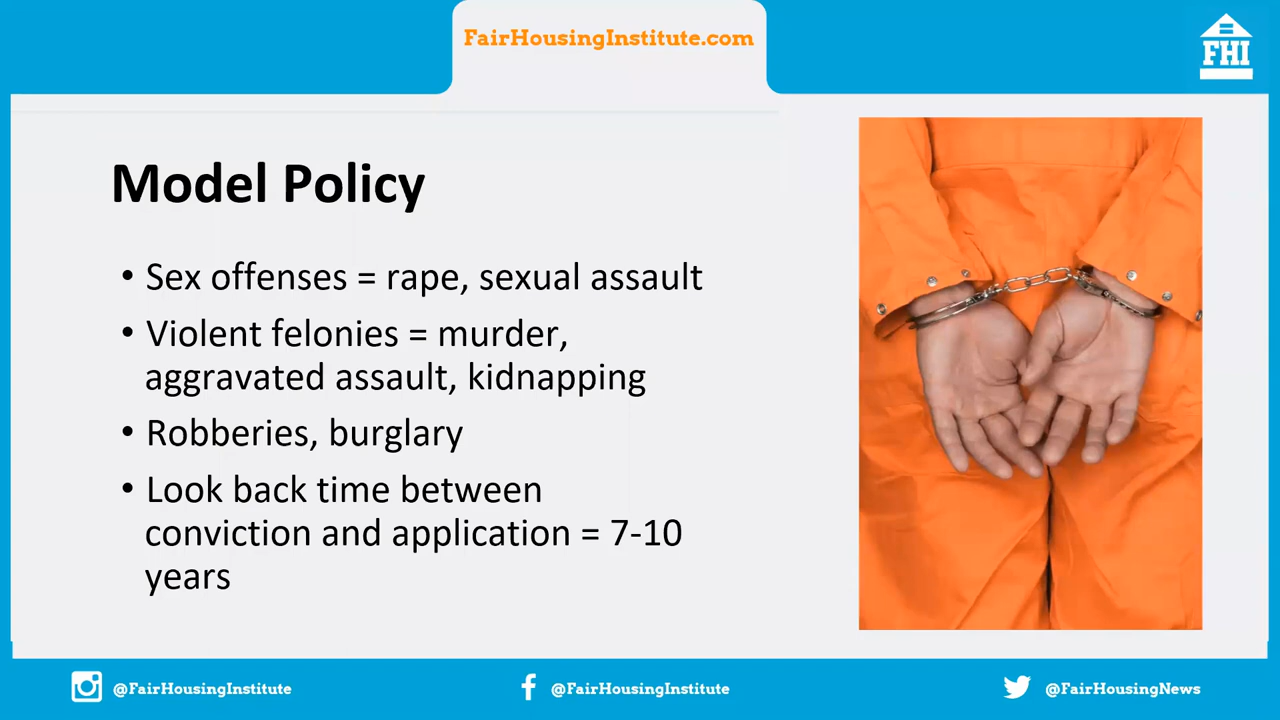 FairHousingInstitute.com
FHI
Model Policy
• Sex offenses = rape, sexual assault
• Violent felonies = murder,
aggravated assault, kidnapping
• Robberies, burglary
• Look back time between
conviction and application = 7-10
years
@FairHousingInstitute
@FairHousingInstitute
@FairHousingNews